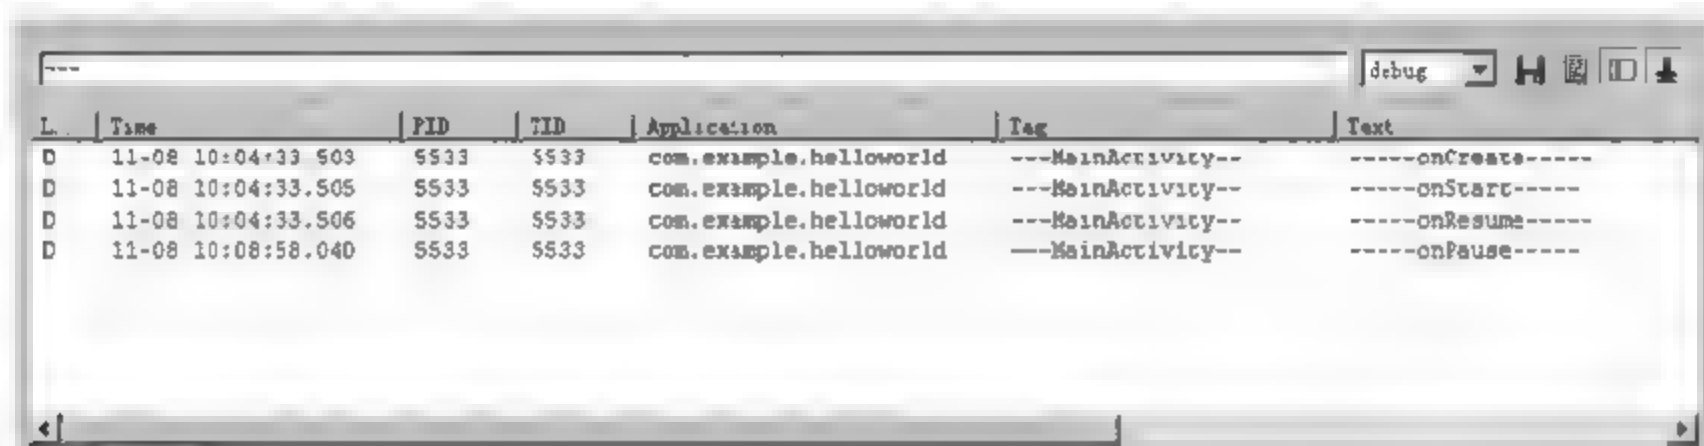 ---
debug
L.. Time PID TID Application Tag Text
D 11-08 10:04:33.503 5533 5533 com.example.helloworld ---MainActivity-- -----onCreate-----
D 11-08 10:04:33.505 5533 5533 com.example.helloworld ---MainActivity-- -----onStart-----
D 11-08 10:04:33.506 5533 5533 com.example.helloworld ---MainActivity-- -----onResume-----
D 11-08 10:08:58.040 5533 5533 com.example.helloworld ---MainActivity-- -----onPause-----